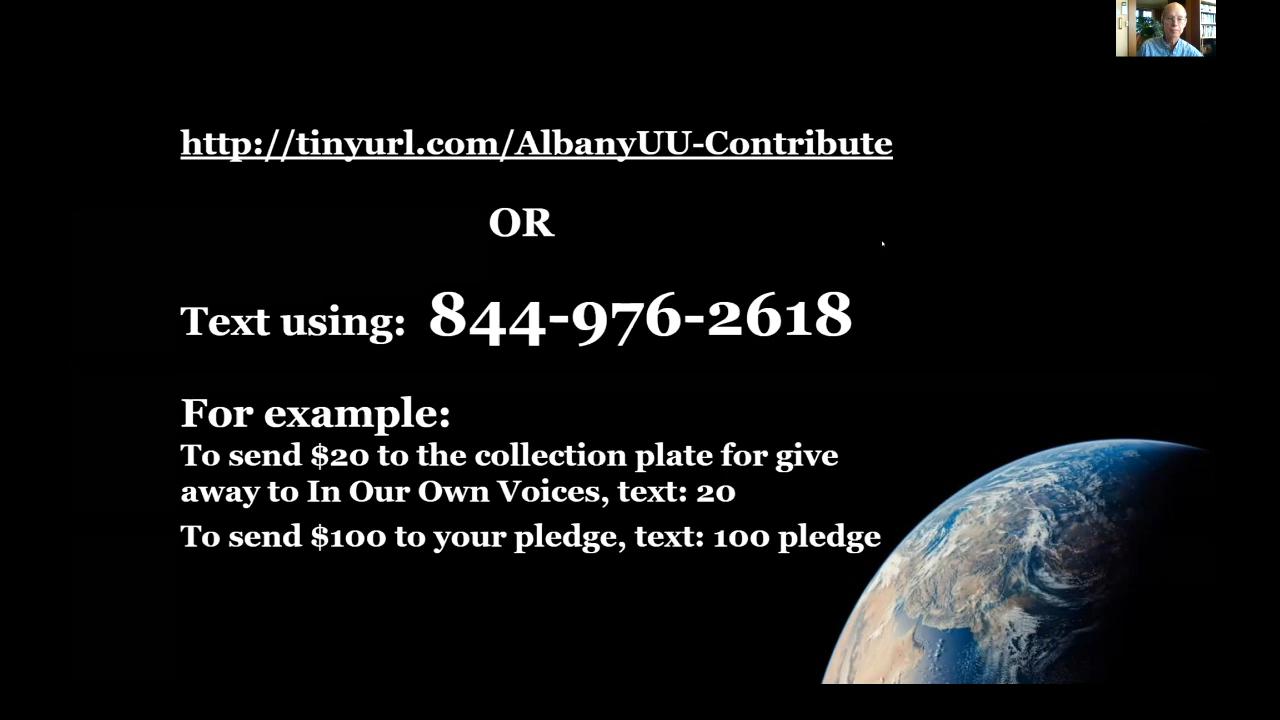 http://tinyurl.com/AlbanyUU-Contribute
OR
Text using: 844-976-2618
For example:
To send $20 to the collection plate for give
away to In Our Own Voices, text: 20
To send $100 to your pledge, text: 100 pledge